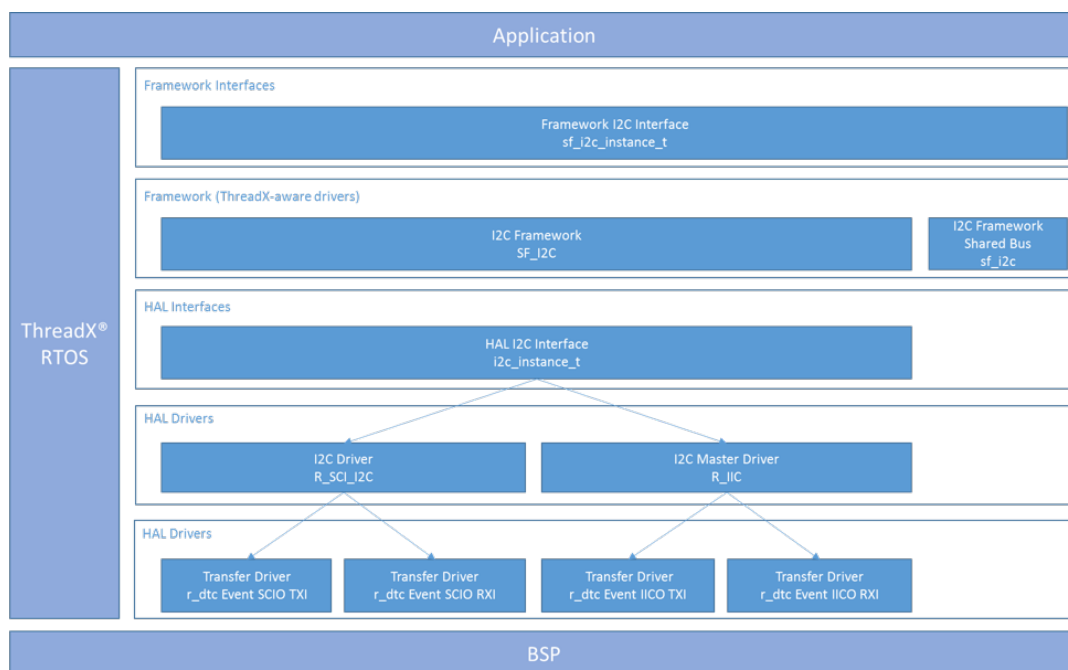 Application
ThreadX®
RTOS
Framework Interfaces
Framework I2C Interface
sf_i2c_instance_t
Framework (ThreadX-aware drivers)
I2C Framework
SF_I2C
I2C Framework
Shared Bus
sf_i2c
HAL Interfaces
HAL I2C Interface
i2c_instance_t
HAL Drivers
I2C Driver
R_SCI_I2C
I2C Master Driver
R_IIC
HAL Drivers
Transfer Driver
r_dtc Event SCIO TXI
Transfer Driver
r_dtc Event SCIO RXI
Transfer Driver
r_dtc Event IICO TXI
Transfer Driver
r_dtc Event IICO RXI
BSP